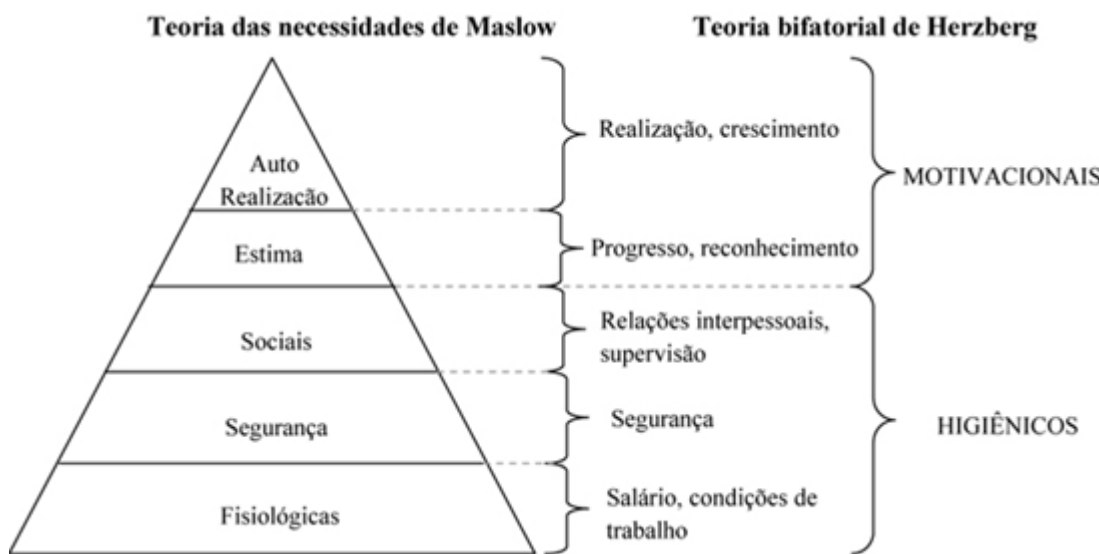 Teoria das necessidades de Maslow
Teoria bifatorial de Herzberg
Auto
Realização
Realização, crescimento
MOTIVACIONAIS
Estima
Progresso, reconhecimento
Sociais
Relações interpessoais,
supervisão
Segurança
Segurança
HIGIÊNICOS
Fisiológicas
Salário, condições de
trabalho